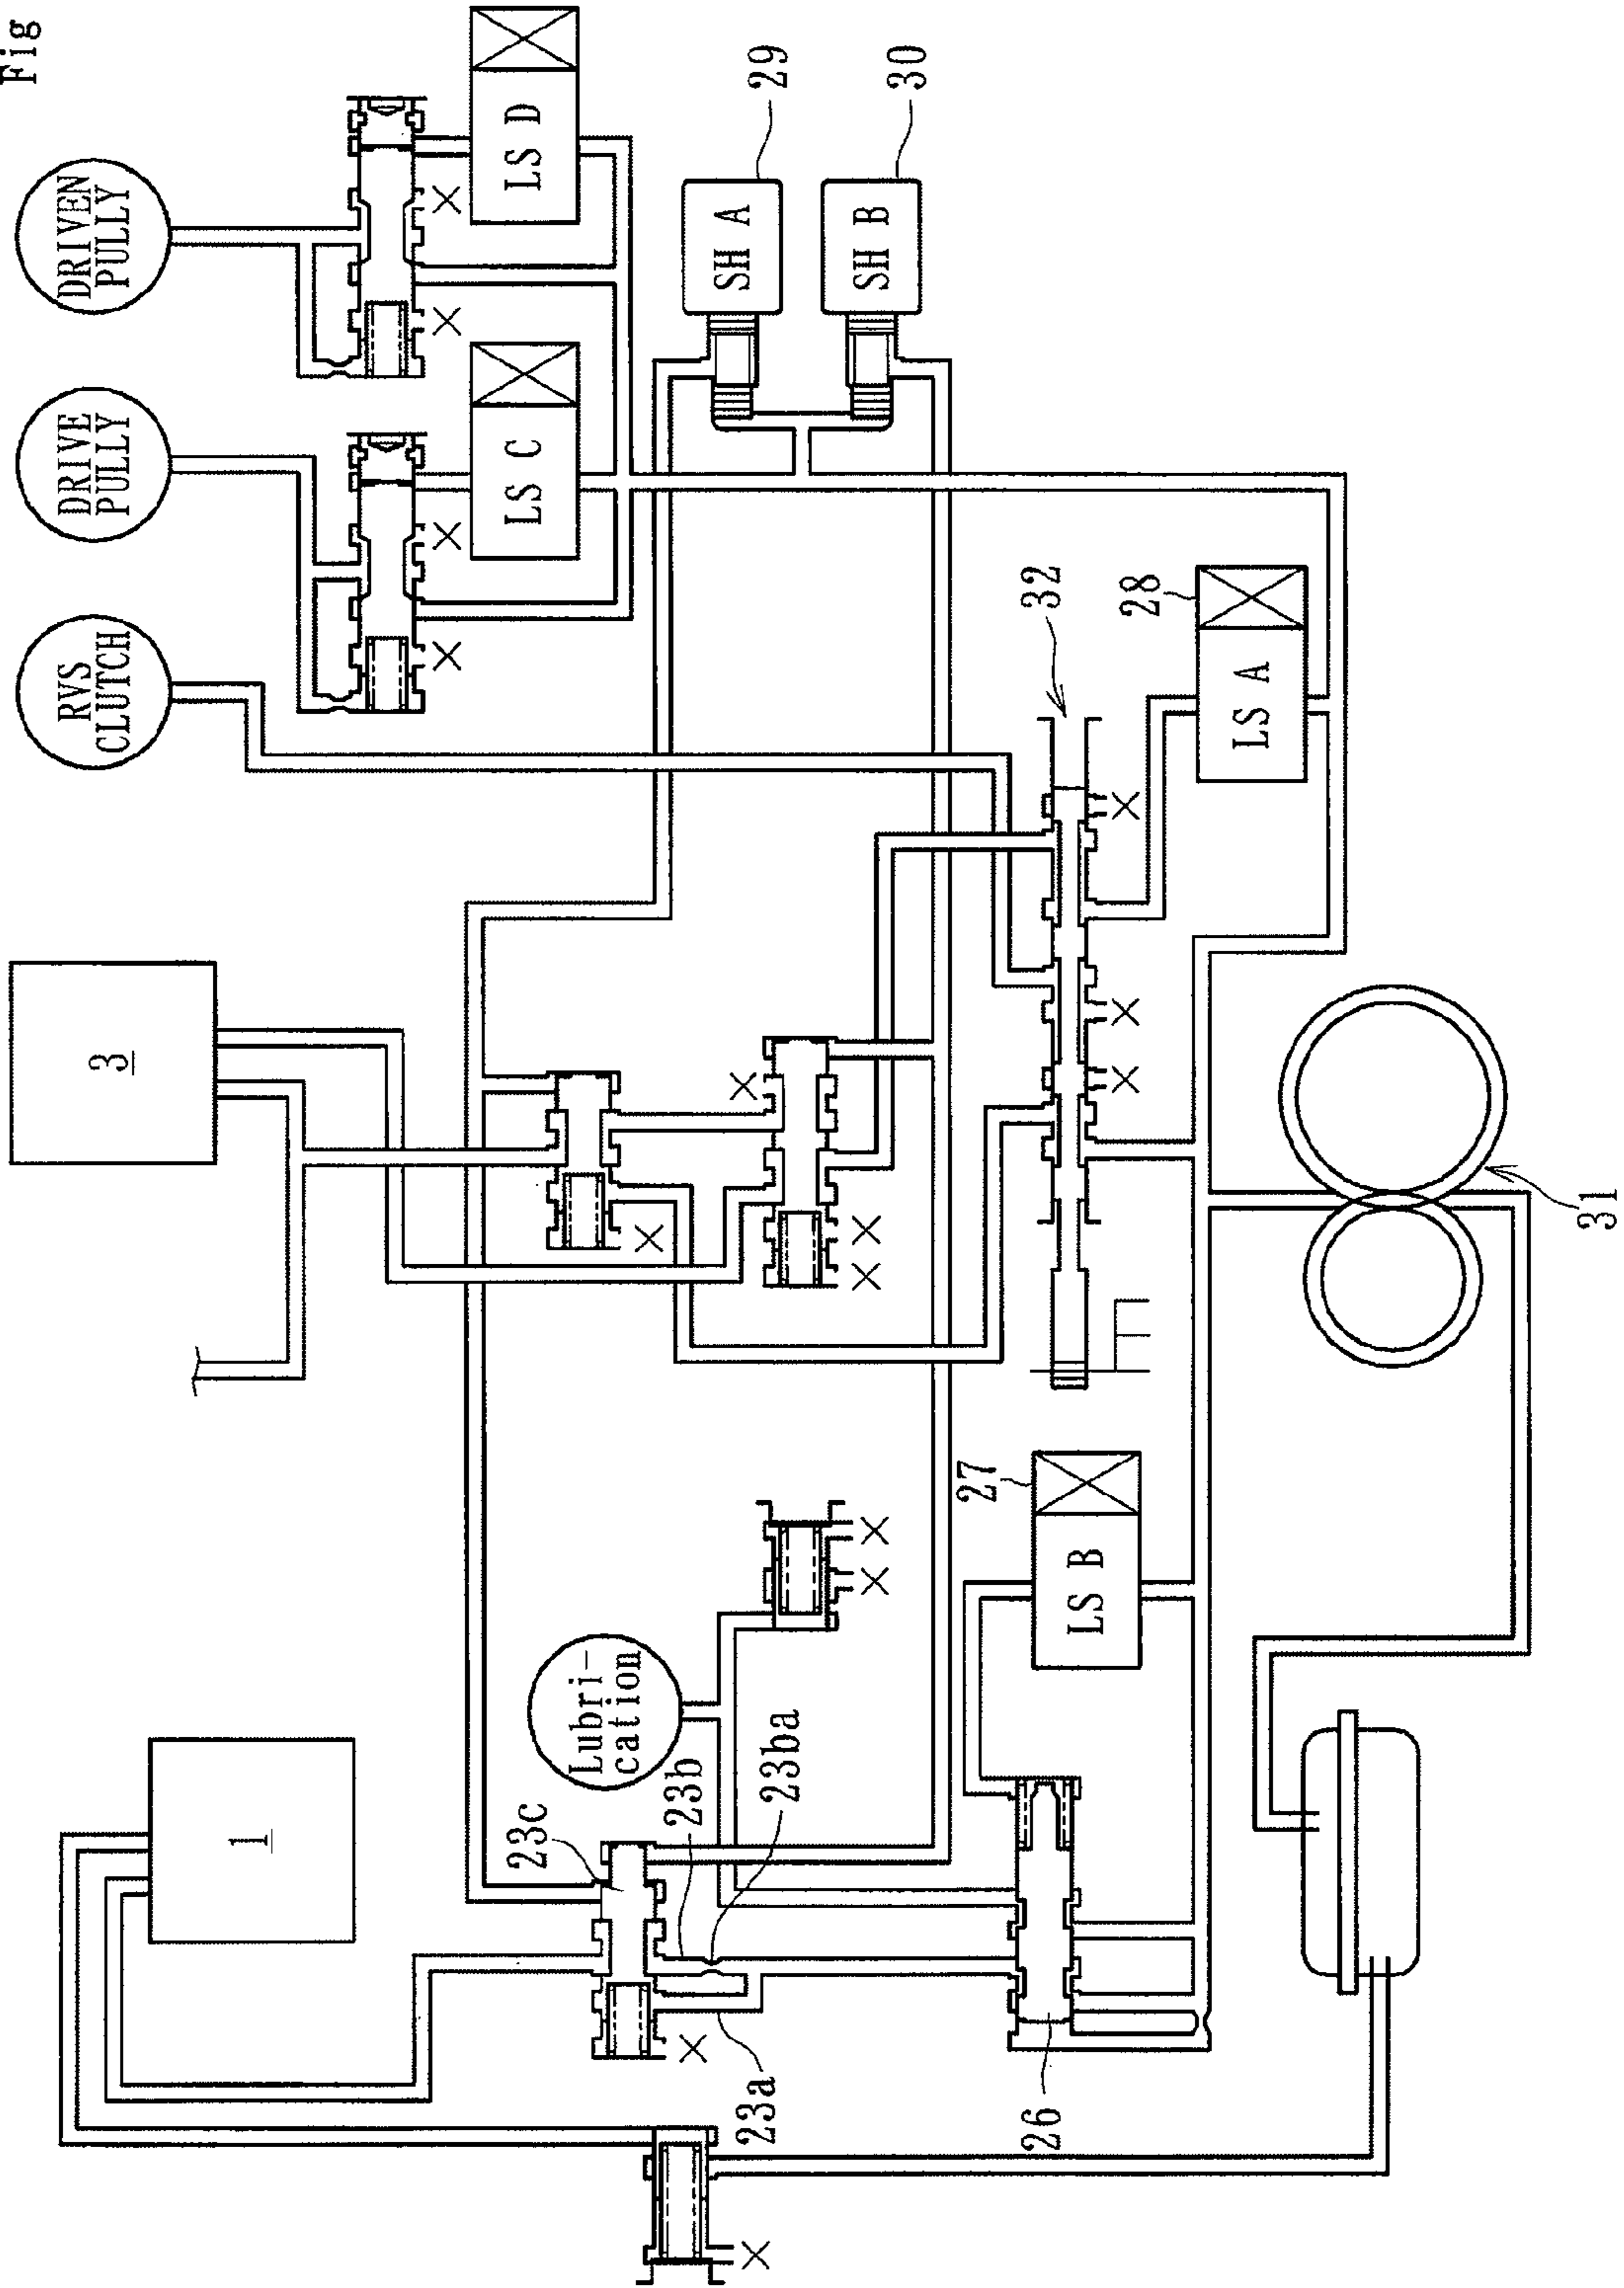 Fig
DRIVEN
PULLY
DRIVE
PULLY
RVS
CLUTCH
LS D
LS C
29
SH A
30
SH B
3
32
28
LS A
31
27
LS B
Lubri-
cation
1
23c
23b
23ba
23a
26